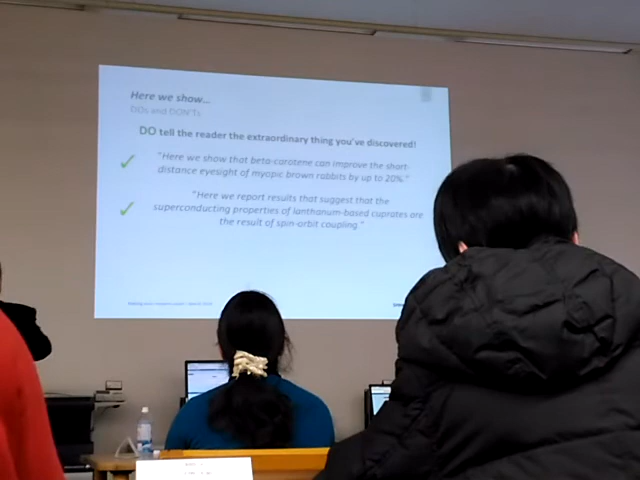 Here we show...
DOs and DON'Ts
DO tell the reader the extraordinary thing you've discovered!
"Here we show that beta-carotene can improve the short-
distance eyesight of myopic brown rabbits by up to 20%."
"Here we report results that suggest that the
superconducting properties of lanthanum-based cuprates are
the result of spin-orbit coupling."